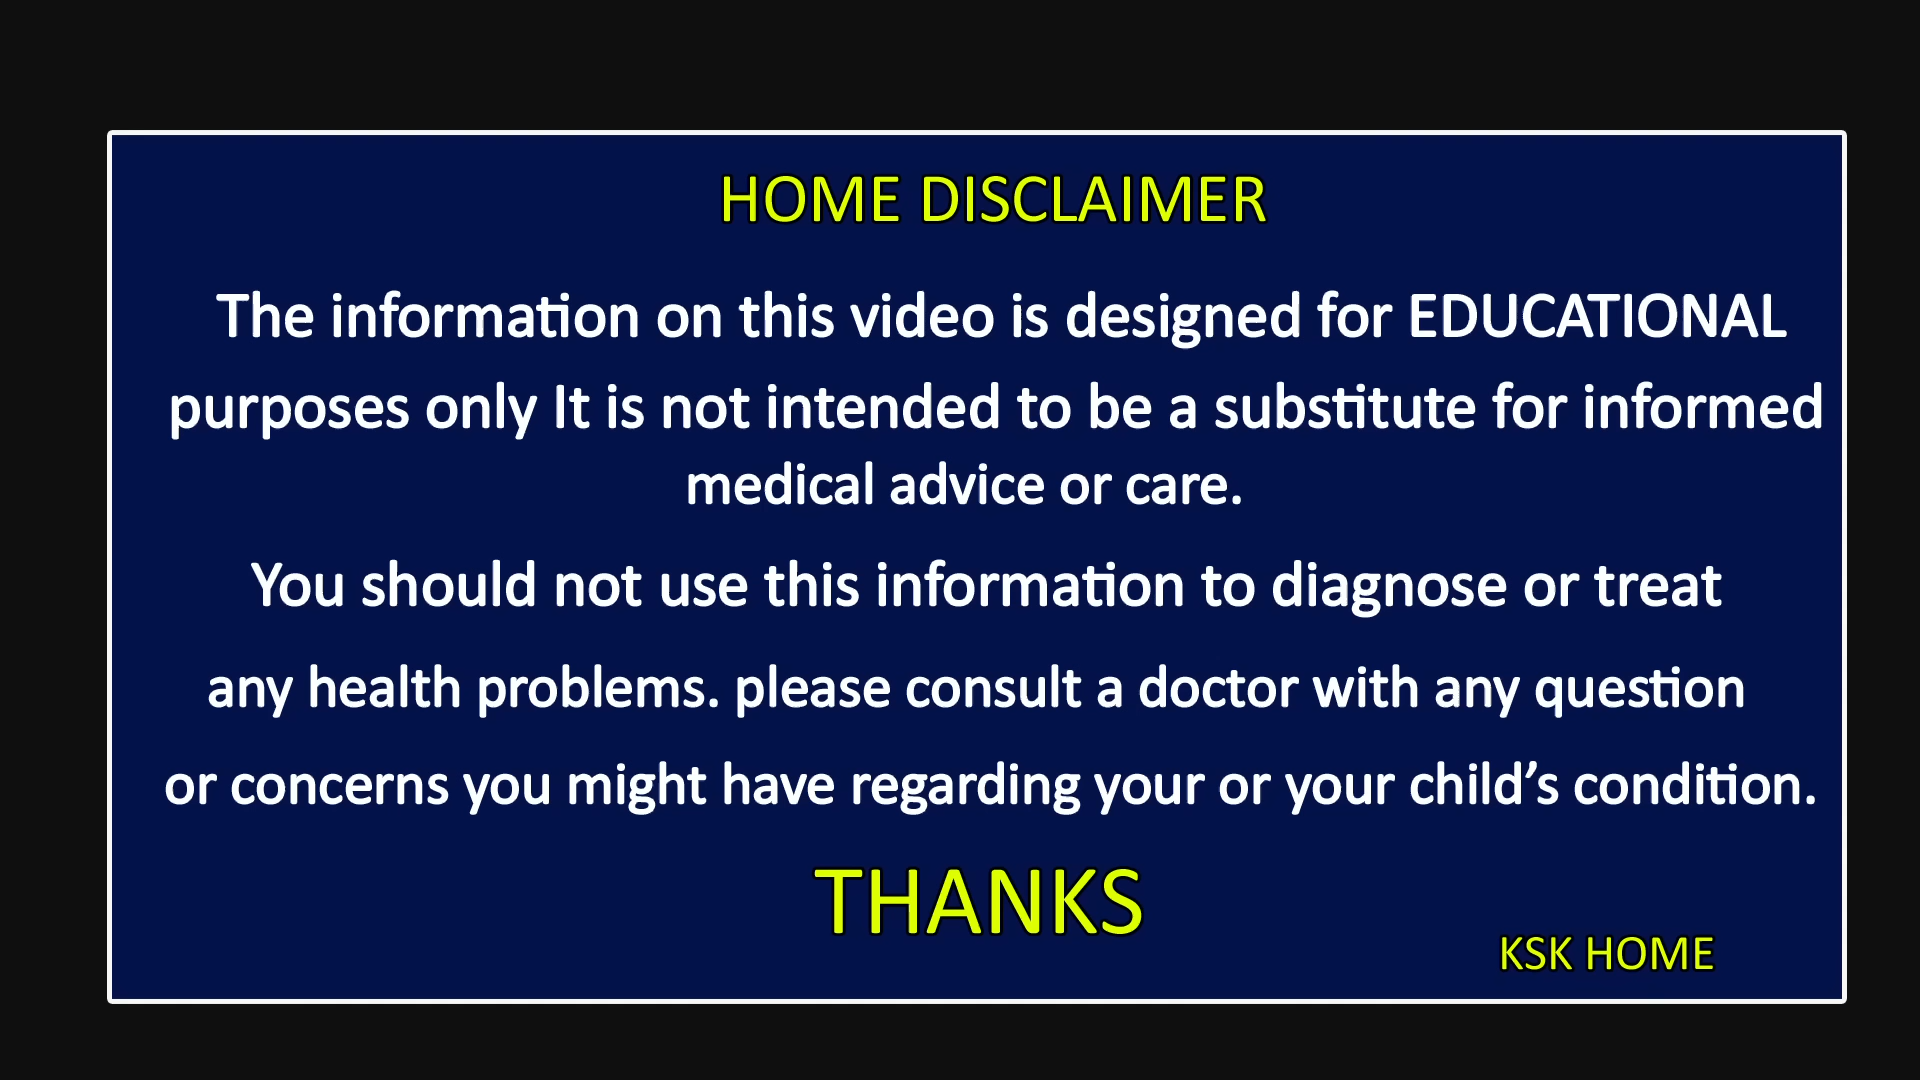 HOME DISCLAIMER
The information on this video is designed for EDUCATIONAL
purposes only It is not intended to be a substitute for informed
medical advice or care.
You should not use this information to diagnose or treat
any health problems. please consult a doctor with any question
or concerns you might have regarding your or your child’s condition.
THANKS
KSK HOME